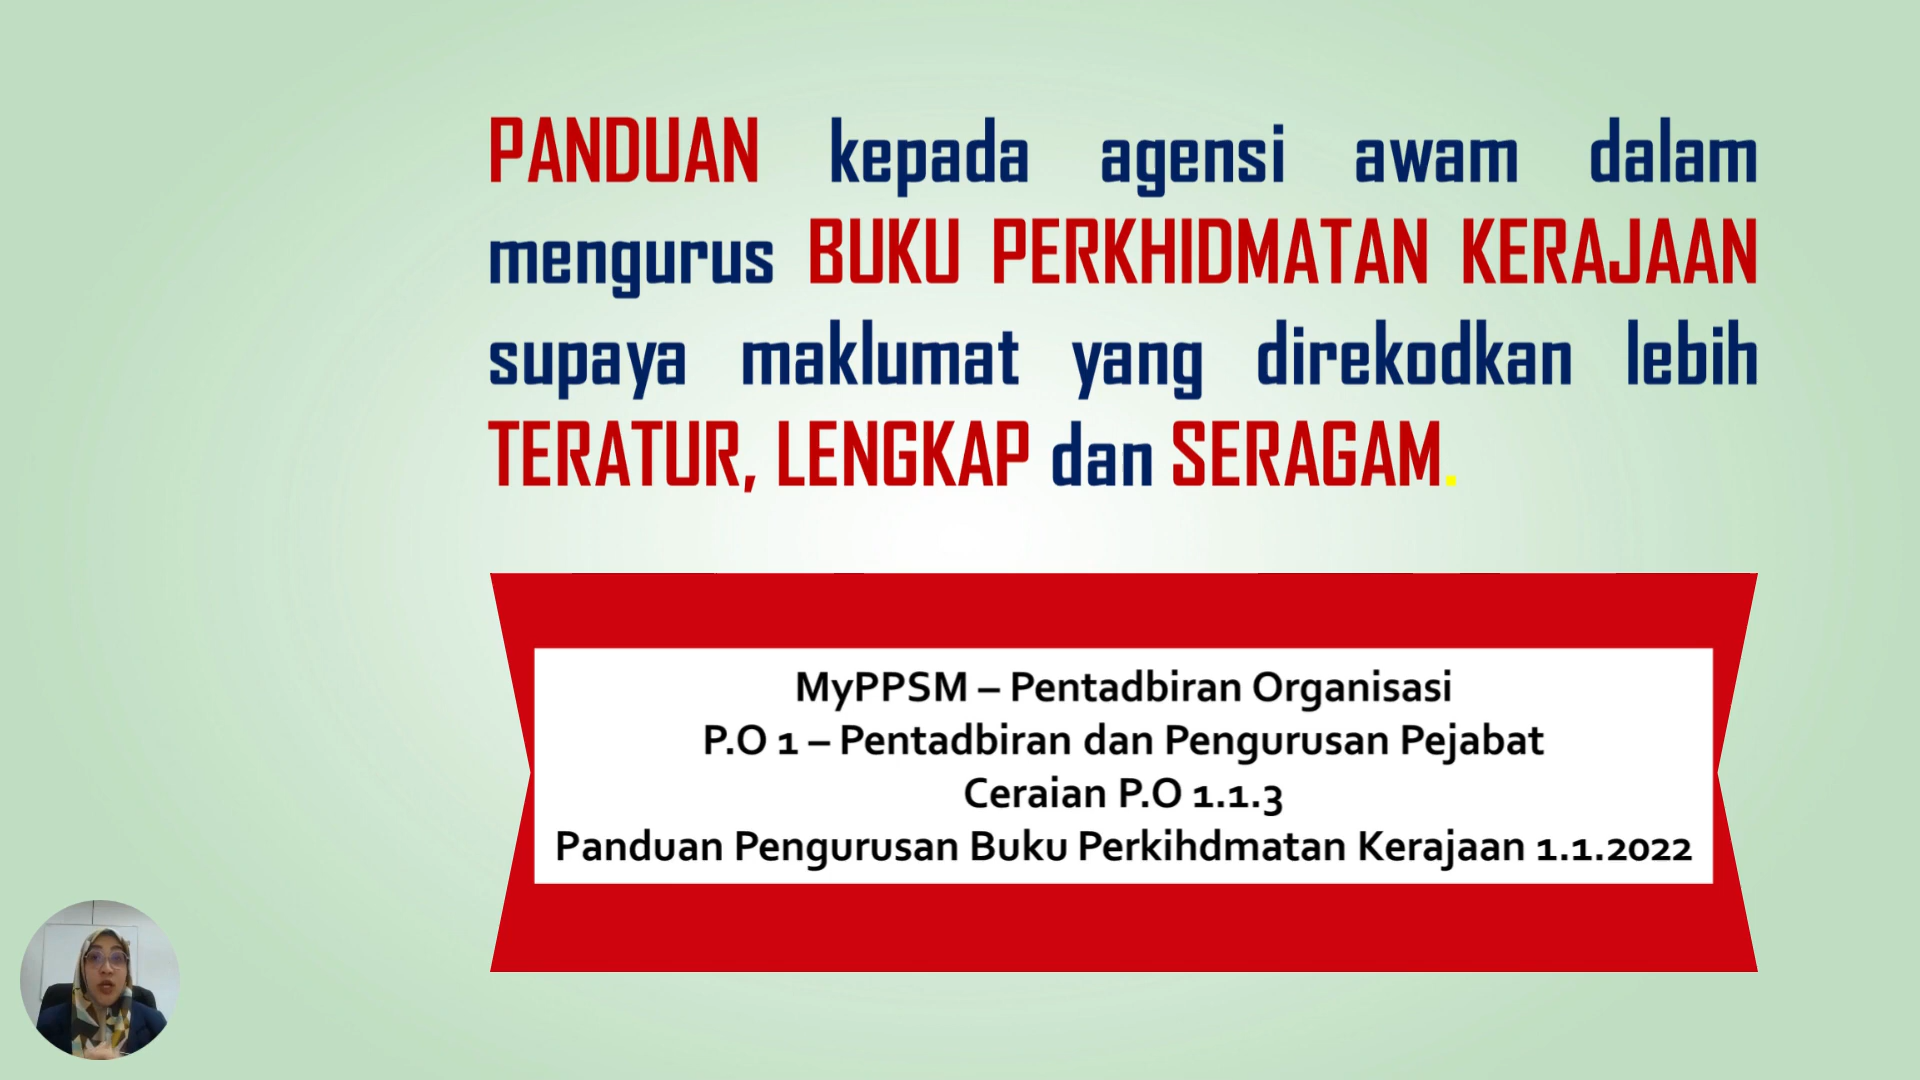 PANDUAN kepada agensi awam dalam
mengurus BUKU PERKHIDMATAN KERAJAAN
supaya maklumat yang direkodkan lebih
TERATUR, LENGKAP dan SERAGAM.
MyPPSM – Pentadbiran Organisasi
P.O 1 – Pentadbiran dan Pengurusan Pejabat
Ceraian P.O 1.1.3
Panduan Pengurusan Buku Perkihdmatan Kerajaan 1.1.2022